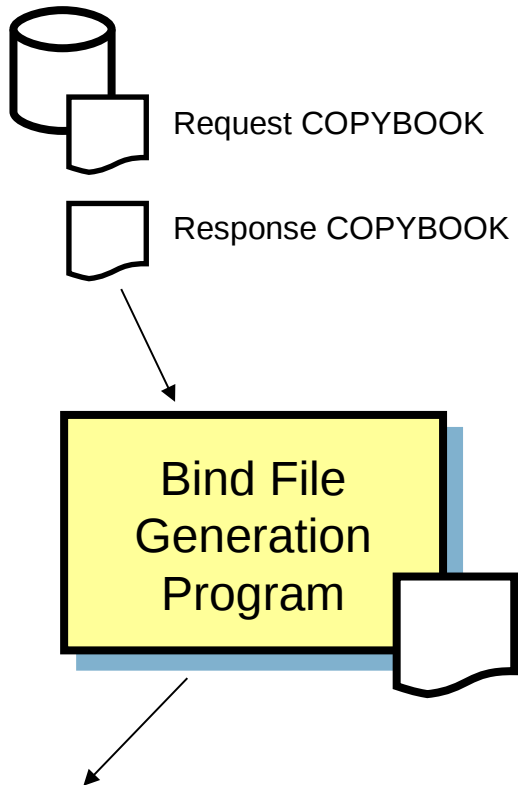 Request COPYBOOK
Response COPYBOOK
Bind File
Generation
Program